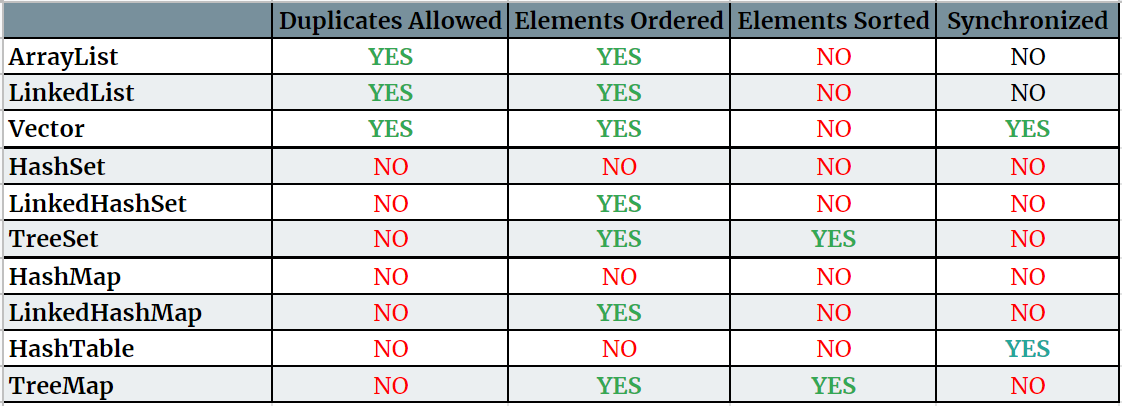 Duplicates Allowed Elements Ordered Elements Sorted Synchronized
ArrayList YES YES NO NO
LinkedList YES YES NO NO
Vector YES YES NO YES
HashSet NO NO NO NO
LinkedHashSet NO YES NO NO
TreeSet NO YES YES NO
HashMap NO NO NO NO
LinkedHashMap NO YES NO NO
HashTable NO NO NO YES
TreeMap NO YES YES NO